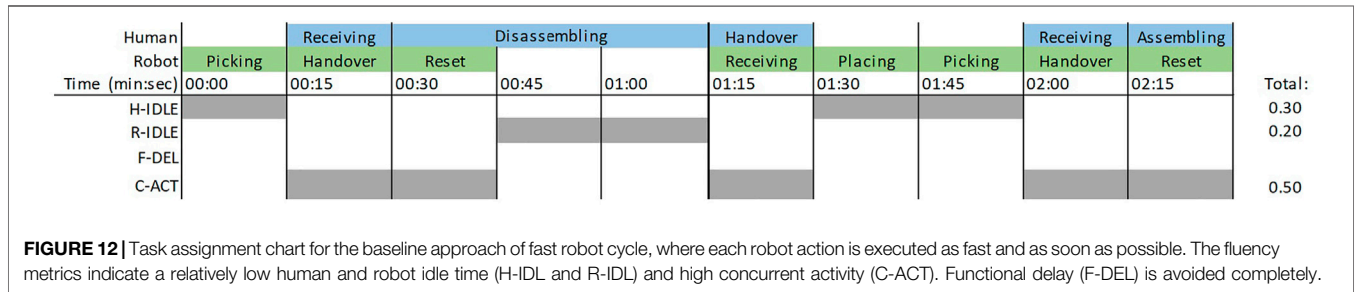 Human Receiving Disassembling Handover Receiving Assembling
Robot Picking Handover Reset Receiving Placing Picking Handover Reset
Time (min:sec) 00:00 00:15 00:30 00:45 01:00 01:15 01:30 01:45 02:00 02:15 Total:
H-IDLE 0.30
R-IDLE 0.20
F-DEL
C-ACT 0.50
FIGURE 12 | Task assignment chart for the baseline approach of fast robot cycle, where each robot action is executed as fast and as soon as possible. The fluency
metrics indicate a relatively low human and robot idle time (H-IDL and R-IDL) and high concurrent activity (C-ACT). Functional delay (F-DEL) is avoided completely.